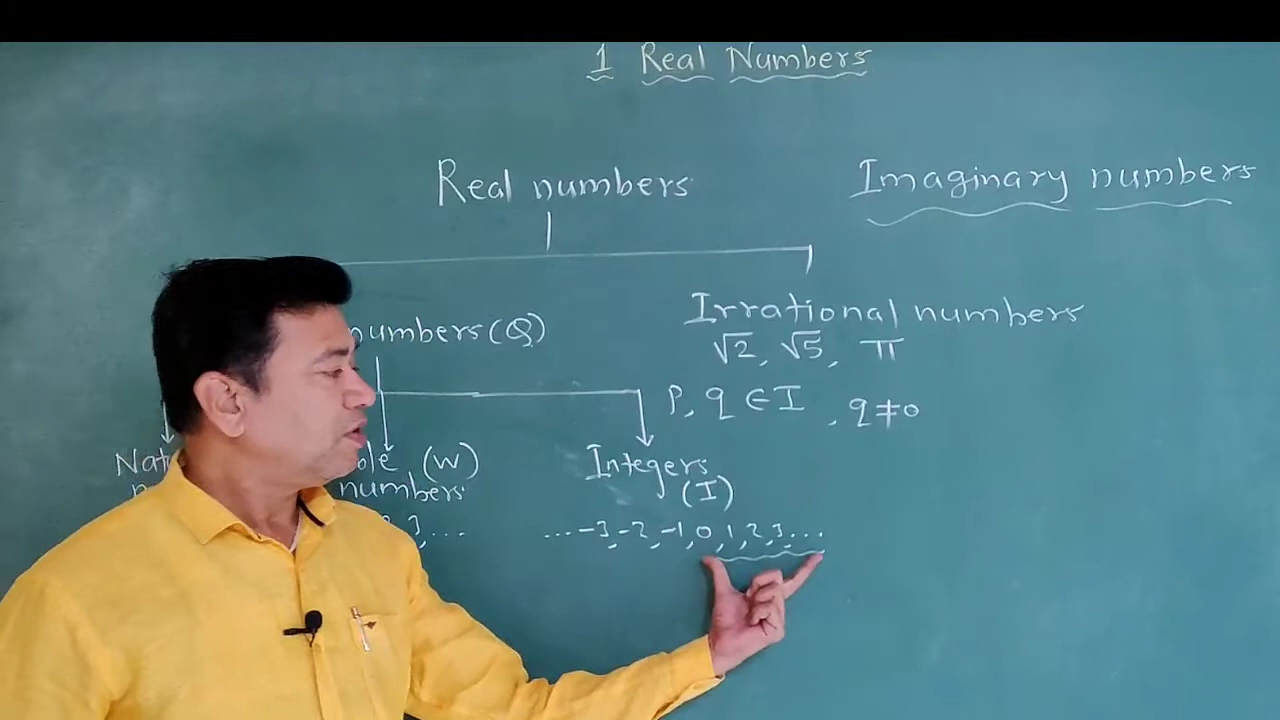 1 Real Numbers
Real numbers
Imaginary numbers
numbers (Q)
Irrational numbers
√2, √5, π
p, q ∈ I , q ≠ 0
(W)
numbers
Integers
(I)
3, ...
... -3, -2, -1, 0, 1, 2, 3, ...